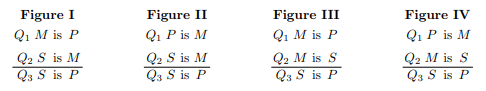 Figure I Figure II Figure III Figure IV
Q₁ M is P Q₁ P is M Q₁ M is P Q₁ P is M
Q₂ S is M Q₂ S is M Q₂ M is S Q₂ M is S
Q₃ S is P Q₃ S is P Q₃ S is P Q₃ S is P